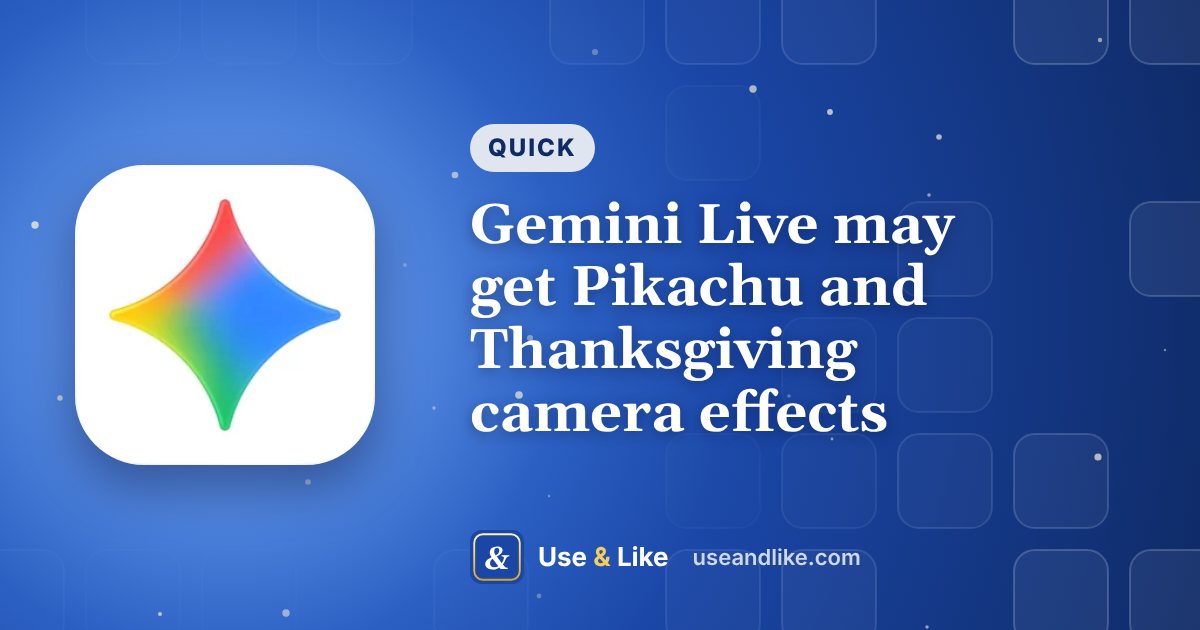 QUICK
Gemini Live may
get Pikachu and
Thanksgiving
camera effects
& Use & Like useandlike.com